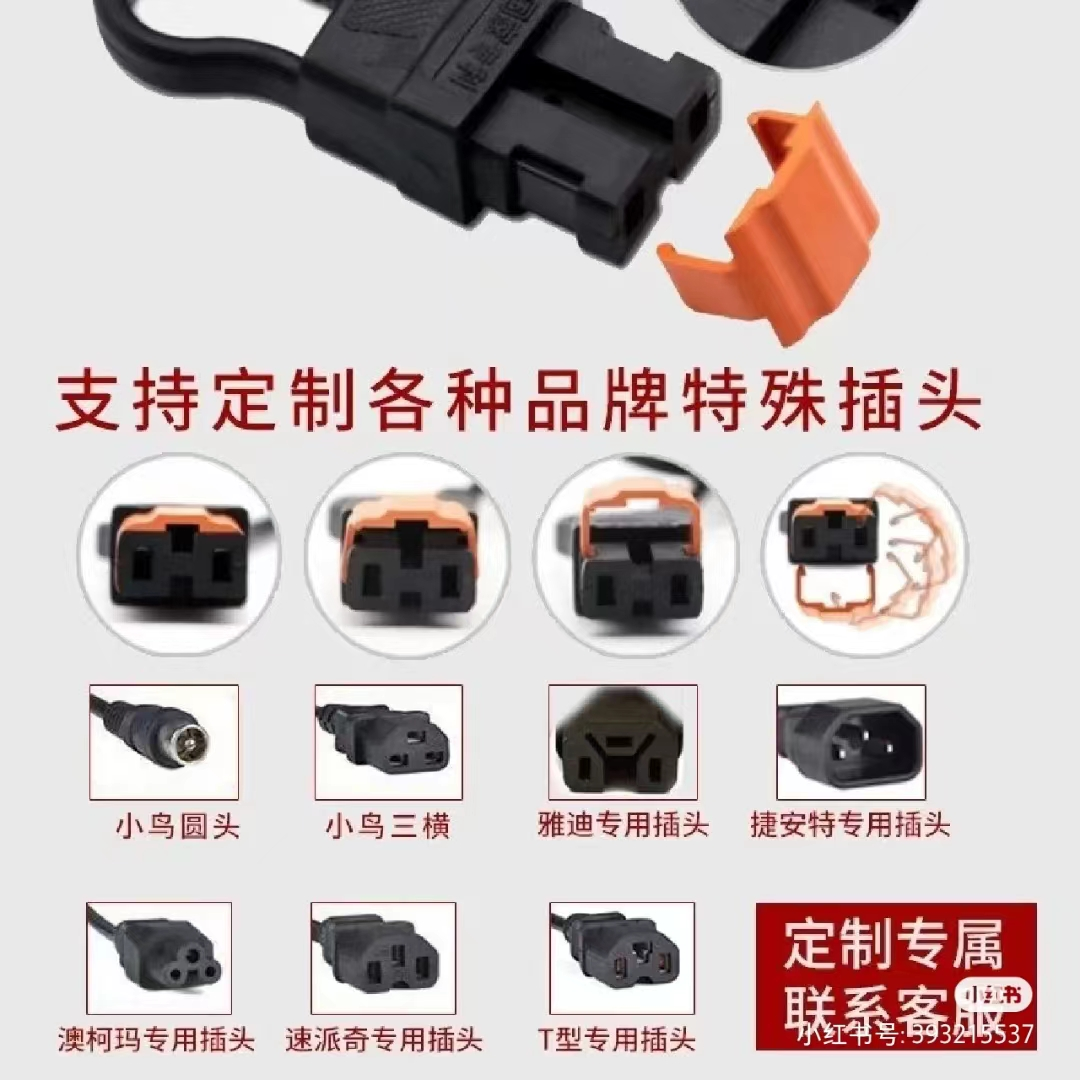 支持定制各种品牌特殊插头
小鸟圆头
小鸟三横
雅迪专用插头
捷安特专用插头
澳柯玛专用插头
速派奇专用插头
T型专用插头
定制专属
联系客服
小红书
小红书号:593215537